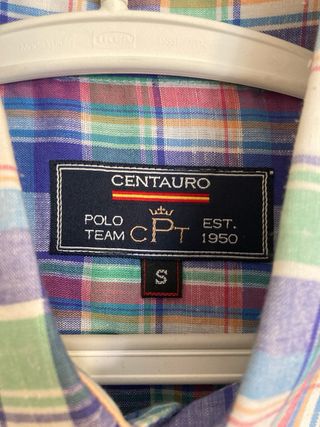 CENTAURO
POLO TEAM CPT EST. 1950
S